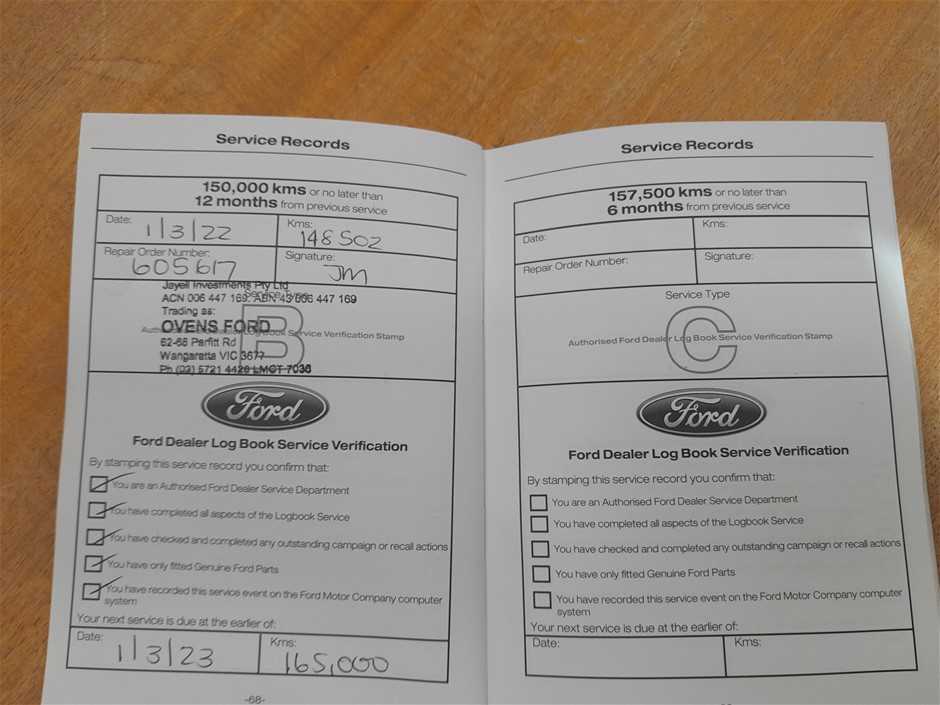 Service Records
150,000 kms or no later than
12 months from previous service
Date: 1/3/22
Kms: 148502
Repair Order Number: 605617
Signature: JM
Service Type
B
Authorised Ford Dealer Log Book Service Verification Stamp
Jayell Investments Pty Ltd
ACN 006 447 169. ABN 43 006 447 169
Trading as:
OVENS FORD
62-68 Parfitt Rd
Wangaratta VIC 3677
Ph (03) 5721 4429 LMCT 7036
Ford
Ford Dealer Log Book Service Verification
By stamping this service record you confirm that:
You are an Authorised Ford Dealer Service Department
You have completed all aspects of the Logbook Service
You have checked and completed any outstanding campaign or recall actions
You have only fitted Genuine Ford Parts
You have recorded this service event on the Ford Motor Company computer
system
Your next service is due at the earlier of:
Date: 1/3/23
Kms: 165,000
-68-
Service Records
157,500 kms or no later than
6 months from previous service
Date:
Kms:
Repair Order Number:
Signature:
Service Type
C
Authorised Ford Dealer Log Book Service Verification Stamp
Ford
Ford Dealer Log Book Service Verification
By stamping this service record you confirm that:
You are an Authorised Ford Dealer Service Department
You have completed all aspects of the Logbook Service
You have checked and completed any outstanding campaign or recall actions
You have only fitted Genuine Ford Parts
You have recorded this service event on the Ford Motor Company computer
system
Your next service is due at the earlier of:
Date:
Kms: